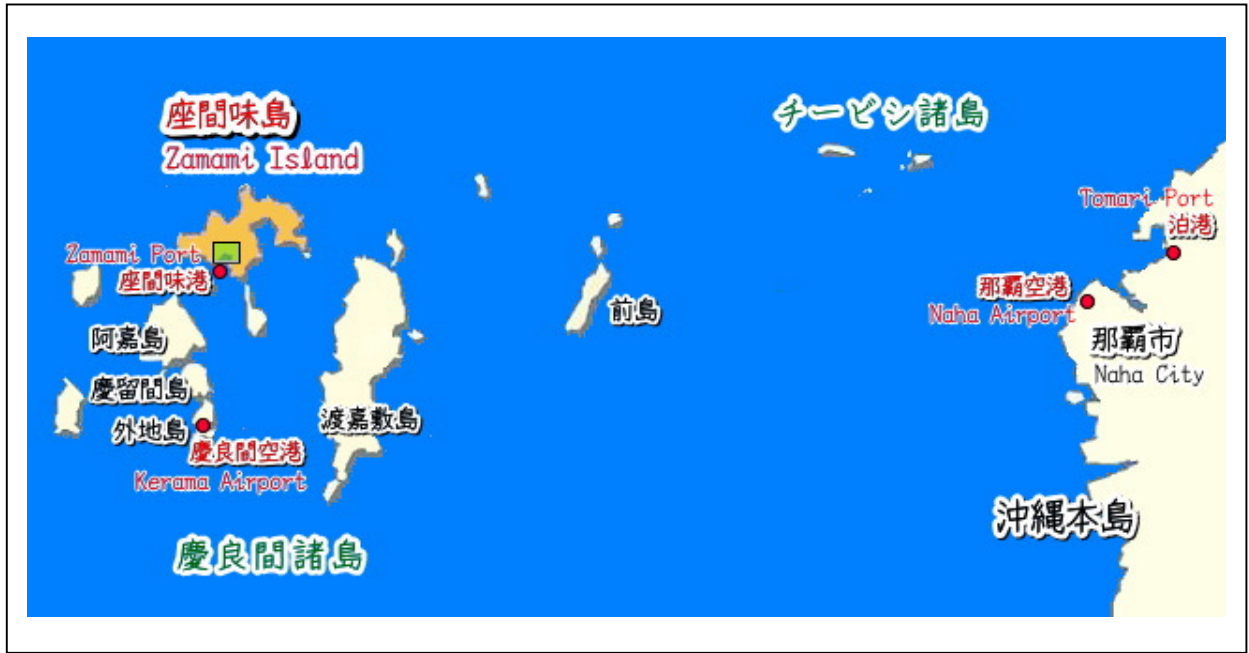 座間味島
Zamami Island
チービシ諸島
Tomari Port
泊港
Zamami Port
座間味港
那覇空港
Naha Airport
前島
阿嘉島
那覇市
Naha City
慶留間島
外地島
渡嘉敷島
慶良間空港
Kerama Airport
沖縄本島
慶良間諸島